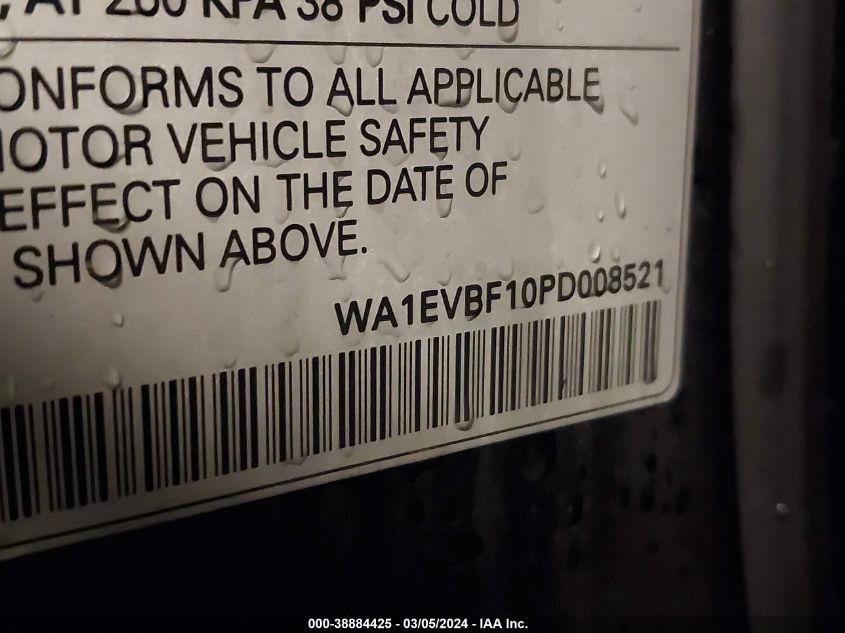 , AT 260 KPA 38 PSI COLD
ONFORMS TO ALL APPLICABLE
MOTOR VEHICLE SAFETY
EFFECT ON THE DATE OF
SHOWN ABOVE.
WA1EVBF10PD008521
000-38884425 - 03/05/2024 - IAA Inc.